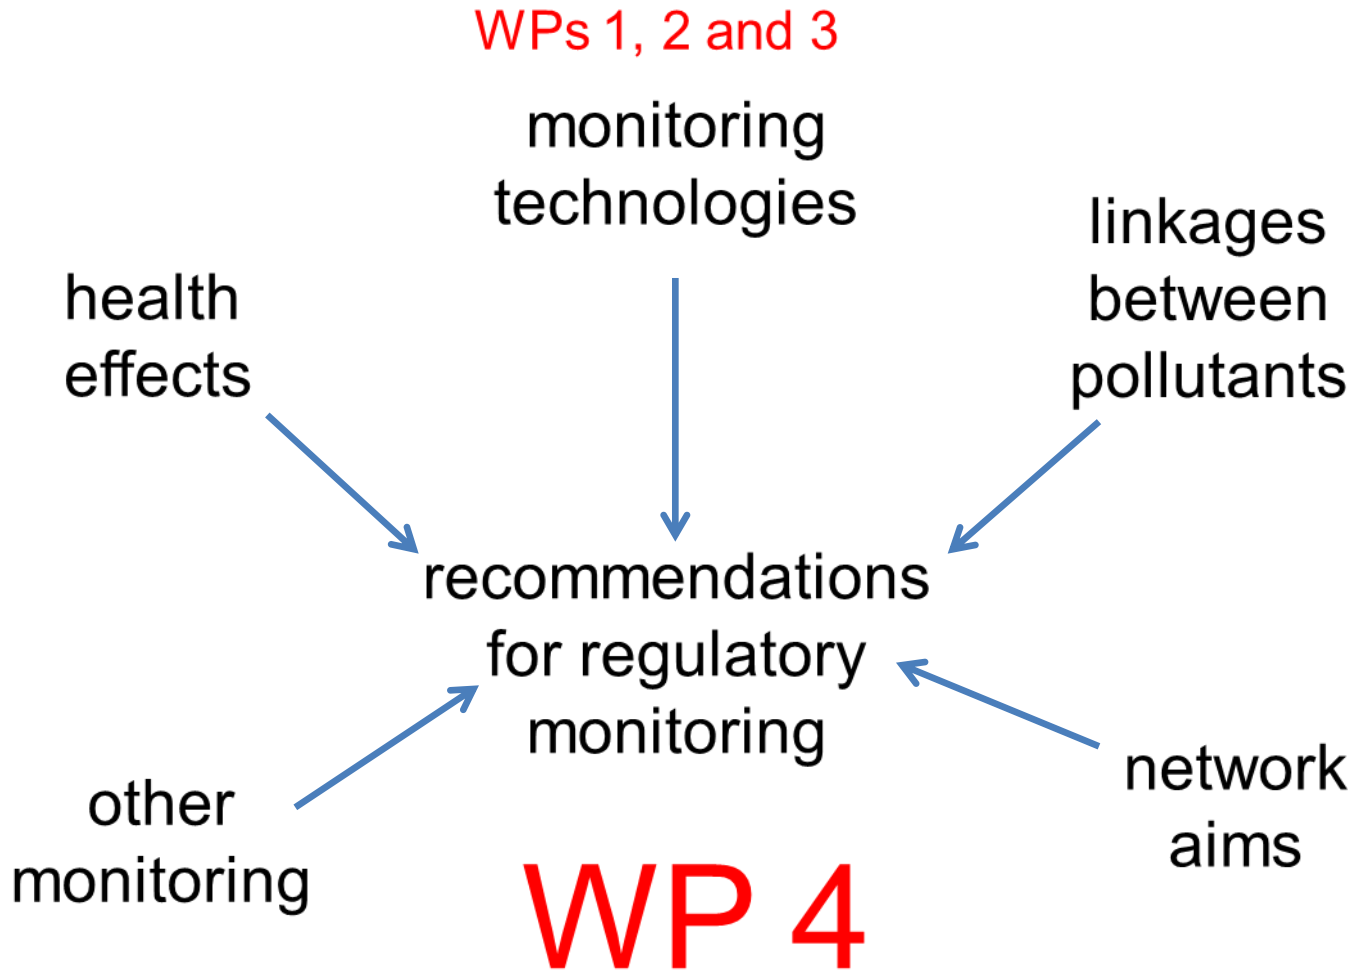 WPs 1, 2 and 3
monitoring
technologies
linkages
between
pollutants
health
effects
recommendations
for regulatory
monitoring
other
monitoring
network
aims
WP 4